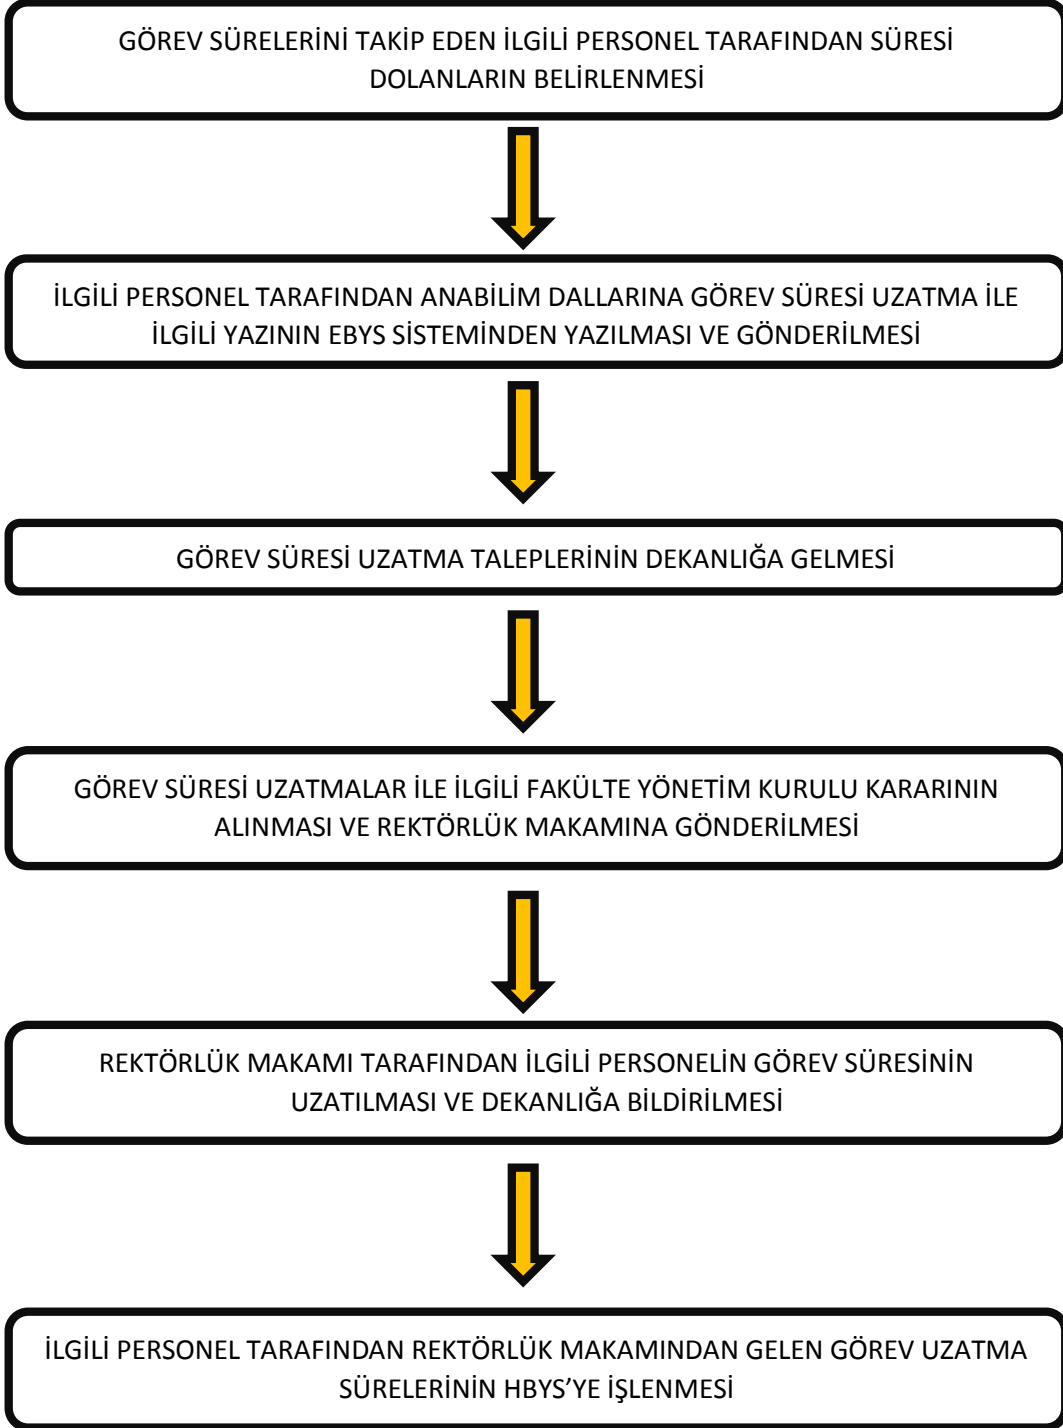 GÖREV SÜRELERİNİ TAKİP EDEN İLGİLİ PERSONEL TARAFINDAN SÜRESİ
DOLANLARIN BELİRLENMESİ
İLGİLİ PERSONEL TARAFINDAN ANABİLİM DALLARINA GÖREV SÜRESİ UZATMA İLE
İLGİLİ YAZININ EBYS SİSTEMİNDEN YAZILMASI VE GÖNDERİLMESİ
GÖREV SÜRESİ UZATMA TALEPLERİNİN DEKANLIĞA GELMESİ
GÖREV SÜRESİ UZATMALAR İLE İLGİLİ FAKÜLTE YÖNETİM KURULU KARARININ
ALINMASI VE REKTÖRLÜK MAKAMINA GÖNDERİLMESİ
REKTÖRLÜK MAKAMI TARAFINDAN İLGİLİ PERSONELİN GÖREV SÜRESİNİN
UZATILMASI VE DEKANLIĞA BİLDİRİLMESİ
İLGİLİ PERSONEL TARAFINDAN REKTÖRLÜK MAKAMINDAN GELEN GÖREV UZATMA
SÜRELERİNİN HBYS’YE İŞLENMESİ